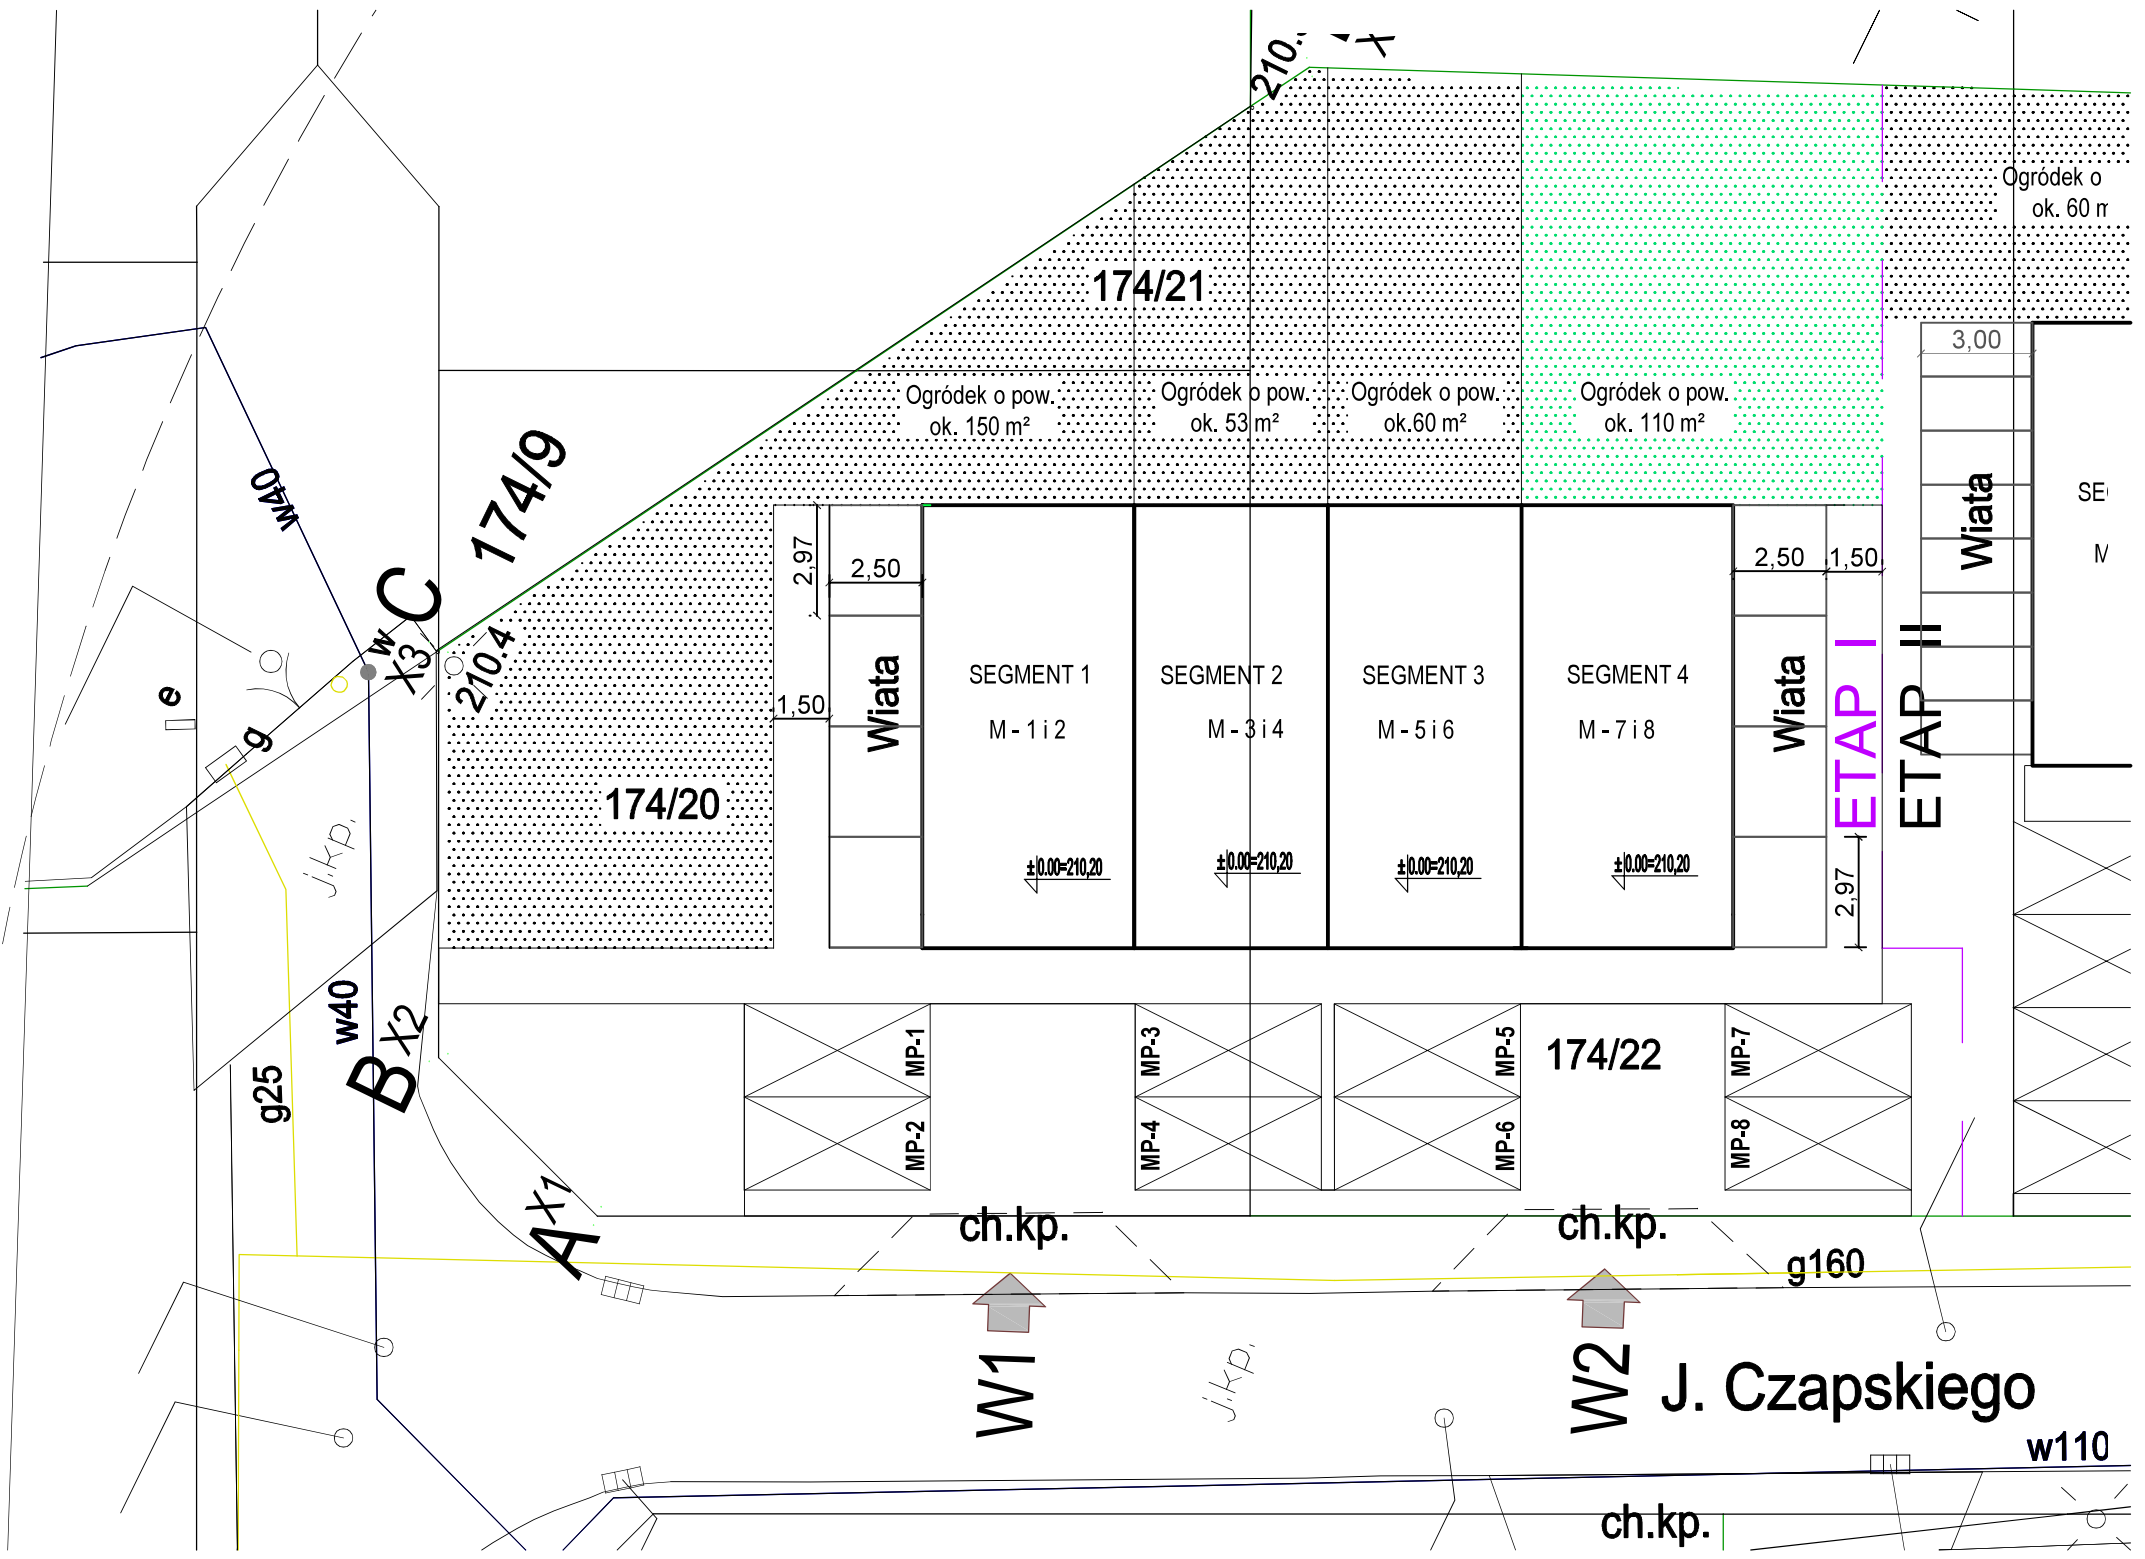 210.
X
Ogródek o
ok. 60 m
174/21
3,00
Ogródek o pow.
ok. 150 m²
Ogródek o pow.
ok. 53 m²
Ogródek o pow.
ok.60 m²
Ogródek o pow.
ok. 110 m²
w40
174/9
Wiata
2,97
2,50
2,50
1,50
C
w
X3
210.4
e
g
1,50
Wiata
SEGMENT 1
M - 1 i 2
SEGMENT 2
M - 3 i 4
SEGMENT 3
M - 5 i 6
SEGMENT 4
M - 7 i 8
Wiata
ETAP I
ETAP II
SE
M
174/20
j.kp.
±0.00=210,20
±0.00=210,20
±0.00=210,20
±0.00=210,20
2,97
w40
X2
B
g25
MP-1
MP-3
MP-5
174/22
MP-7
MP-2
MP-4
MP-6
MP-8
X1
A
ch.kp.
ch.kp.
g160
W1
j.kp.
W2
J. Czapskiego
w110
ch.kp.